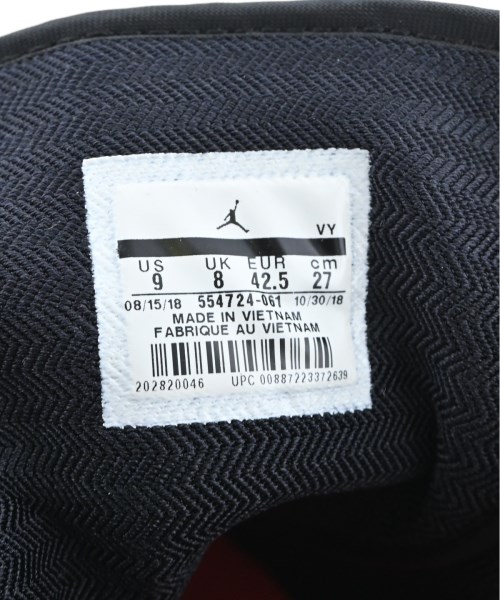 VY
US UK EUR cm
9 8 42.5 27
08/15/18 554724-061 10/30/18
MADE IN VIETNAM
FABRIQUE AU VIETNAM
202820046 UPC 00887223372639